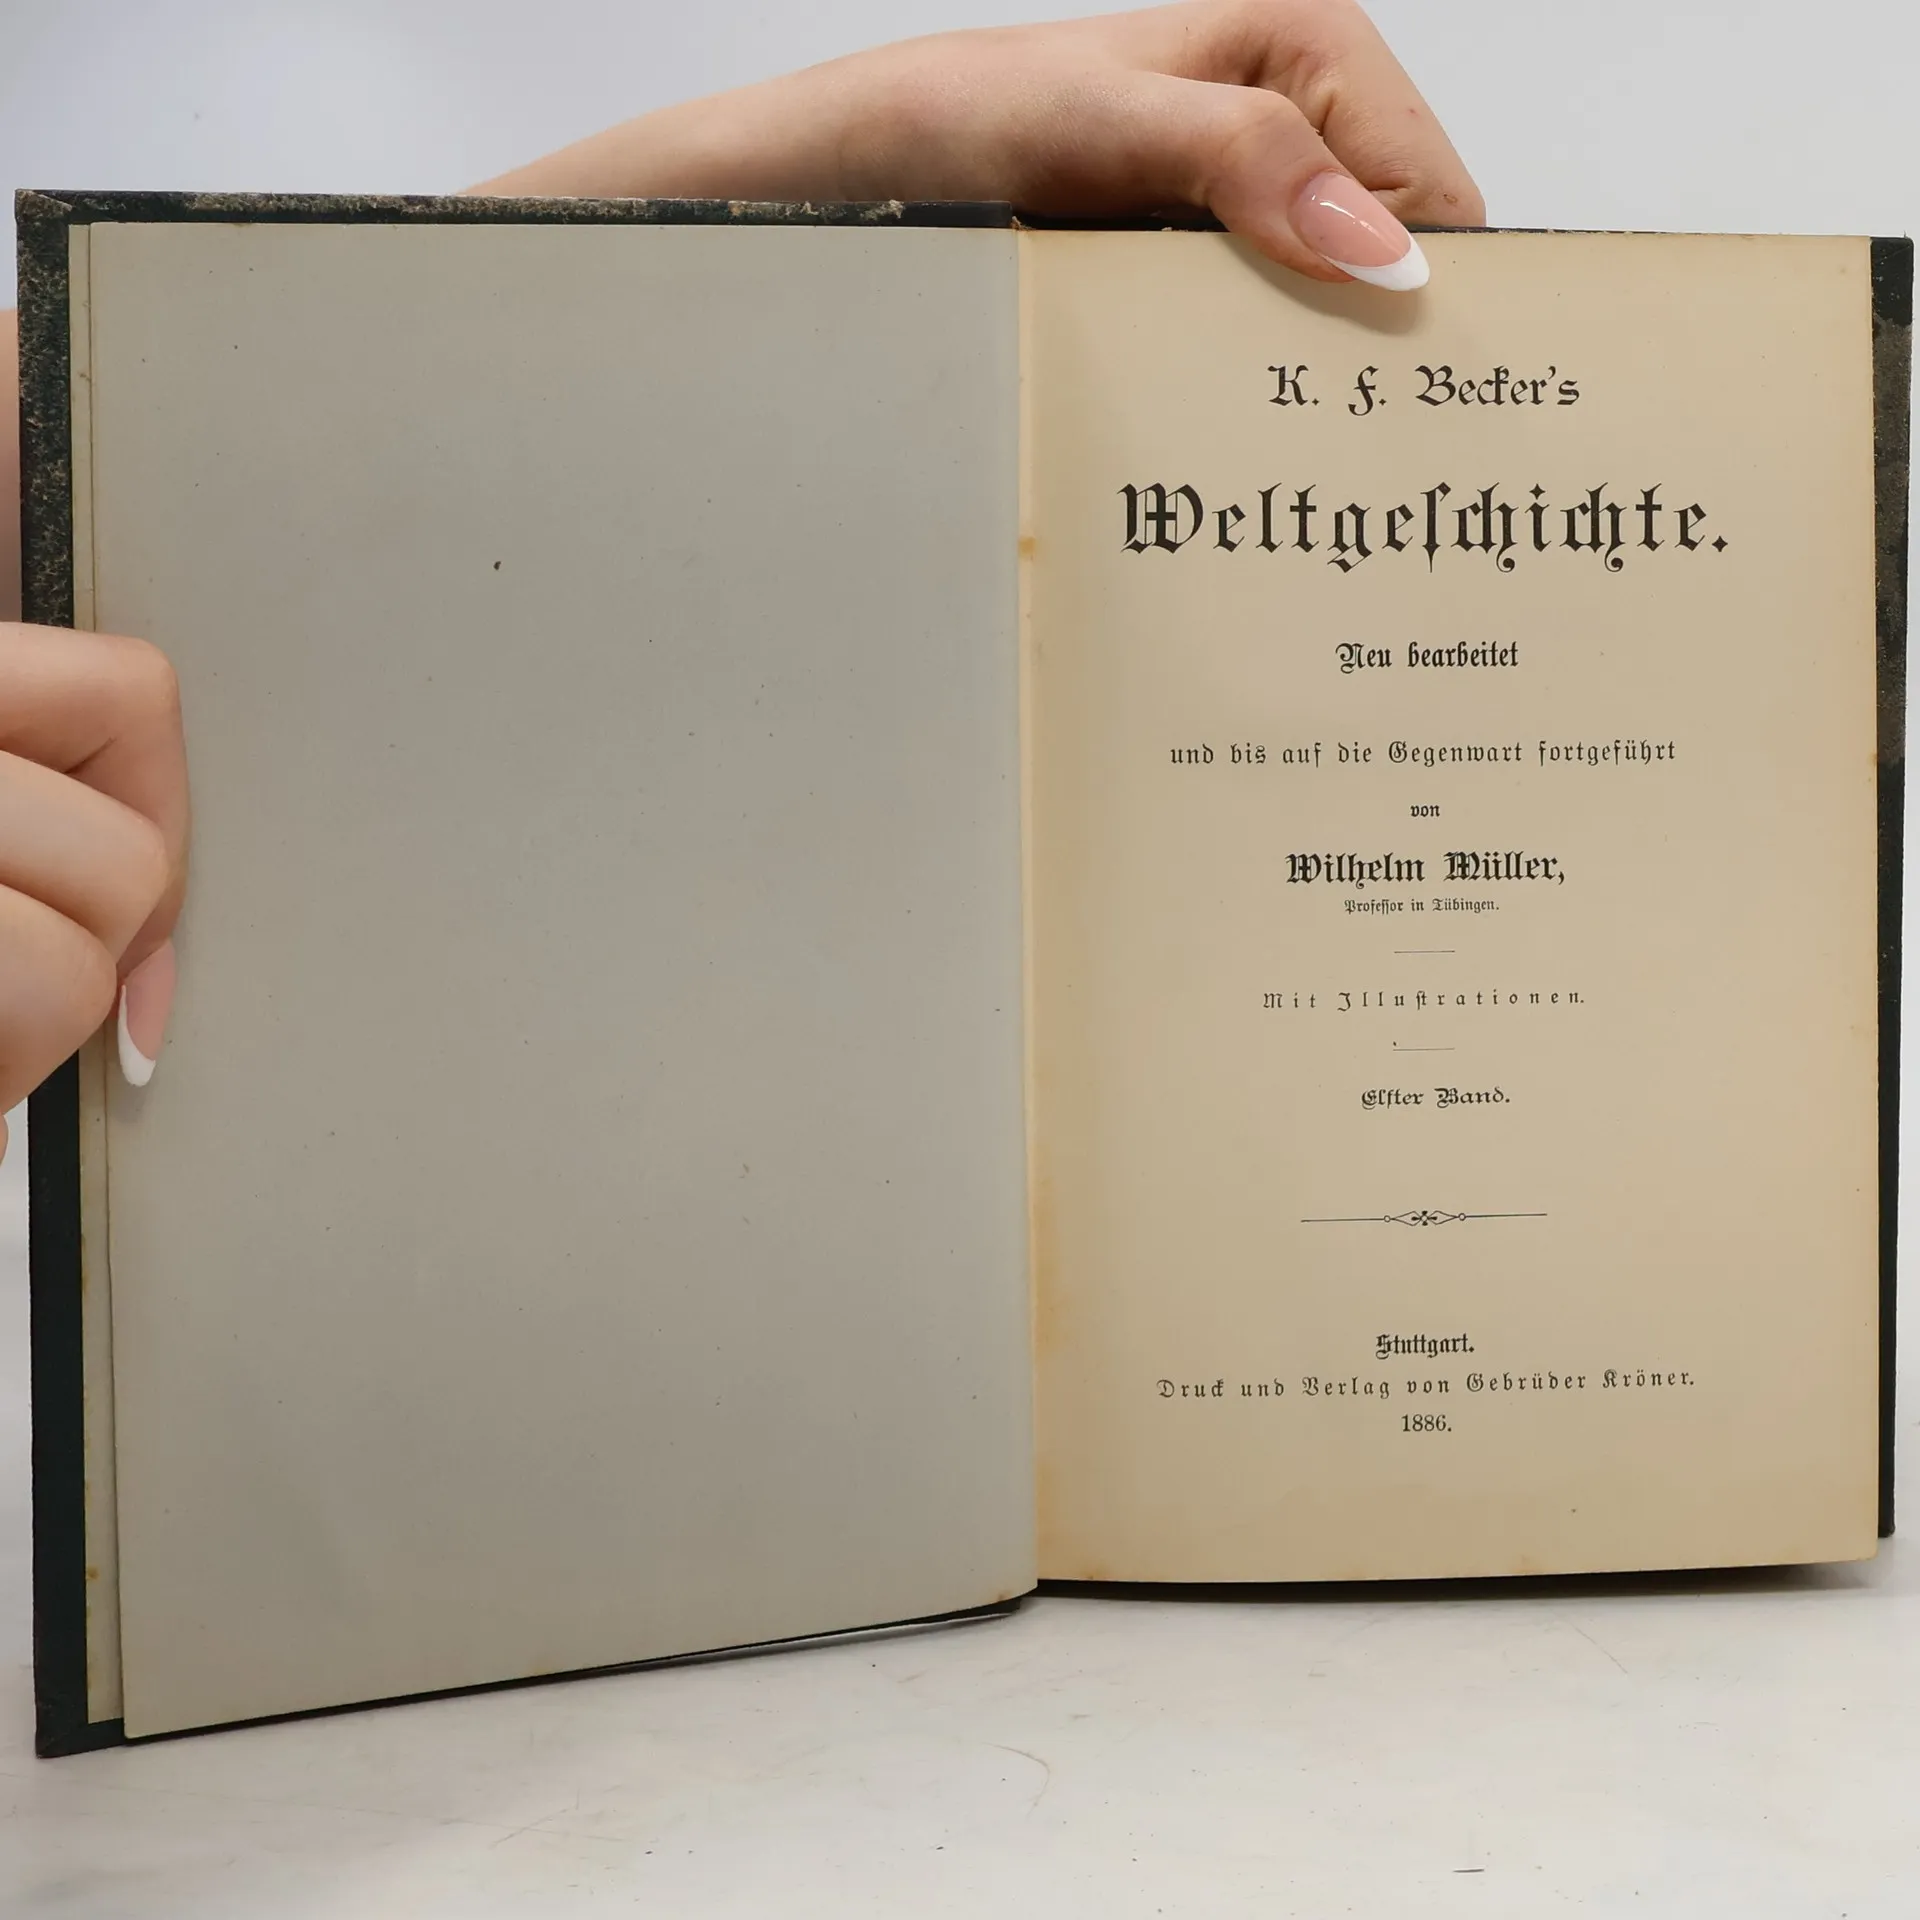 K. F. Becker's
Weltgeſchichte.
Neu bearbeitet
und bis auf die Gegenwart fortgeführt
von
Wilhelm Müller,
Profeſſor in Tübingen.
Mit Illuſtrationen.
Elfter Band.
Stuttgart.
Druck und Verlag von Gebrüder Kröner.
1886.